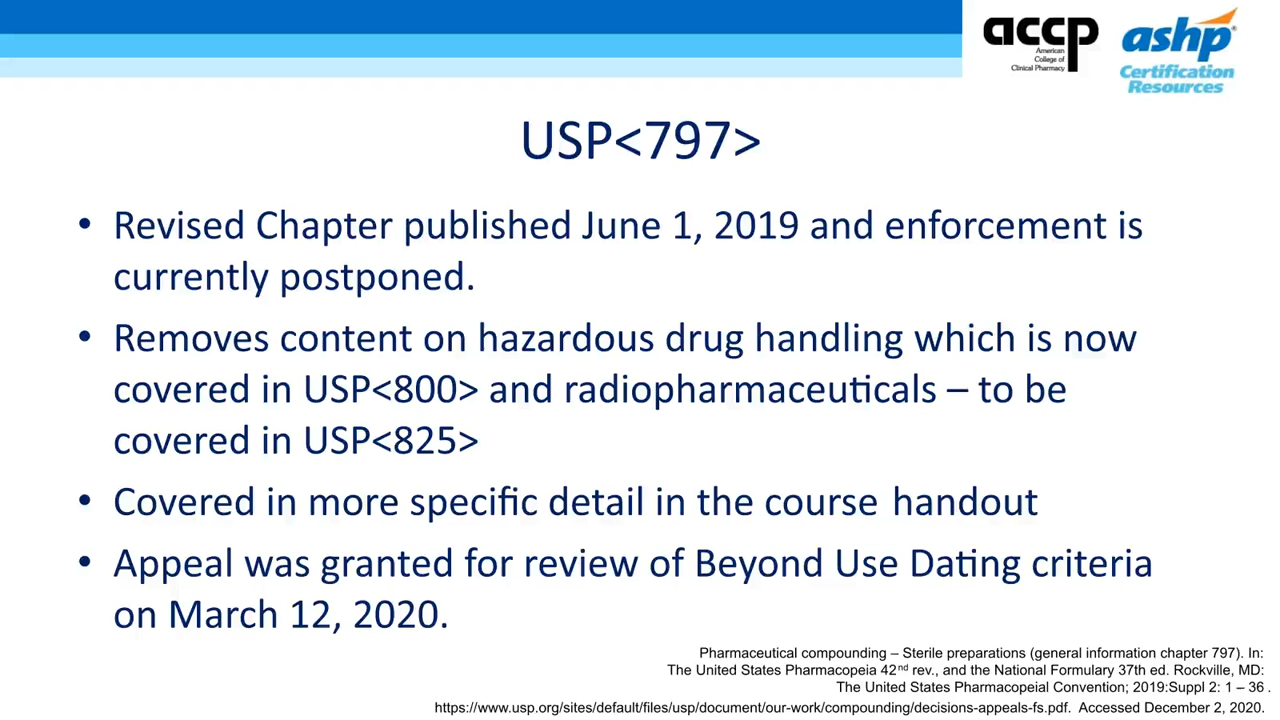 accp
American
College of
Clinical Pharmacy
ashp®
Certification
Resources
USP<797>
• Revised Chapter published June 1, 2019 and enforcement is
currently postponed.
• Removes content on hazardous drug handling which is now
covered in USP<800> and radiopharmaceuticals – to be
covered in USP<825>
• Covered in more specific detail in the course handout
• Appeal was granted for review of Beyond Use Dating criteria
on March 12, 2020.
Pharmaceutical compounding – Sterile preparations (general information chapter 797). In:
The United States Pharmacopeia 42nd rev., and the National Formulary 37th ed. Rockville, MD:
The United States Pharmacopeial Convention; 2019:Suppl 2: 1 – 36 .
https://www.usp.org/sites/default/files/usp/document/our-work/compounding/decisions-appeals-fs.pdf. Accessed December 2, 2020.